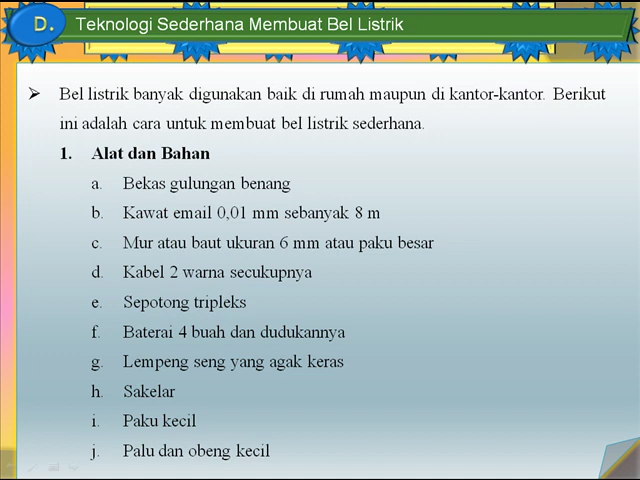 D. Teknologi Sederhana Membuat Bel Listrik
➢ Bel listrik banyak digunakan baik di rumah maupun di kantor-kantor. Berikut
ini adalah cara untuk membuat bel listrik sederhana.
1. Alat dan Bahan
a. Bekas gulungan benang
b. Kawat email 0,01 mm sebanyak 8 m
c. Mur atau baut ukuran 6 mm atau paku besar
d. Kabel 2 warna secukupnya
e. Sepotong tripleks
f. Baterai 4 buah dan dudukannya
g. Lempeng seng yang agak keras
h. Sakelar
i. Paku kecil
j. Palu dan obeng kecil